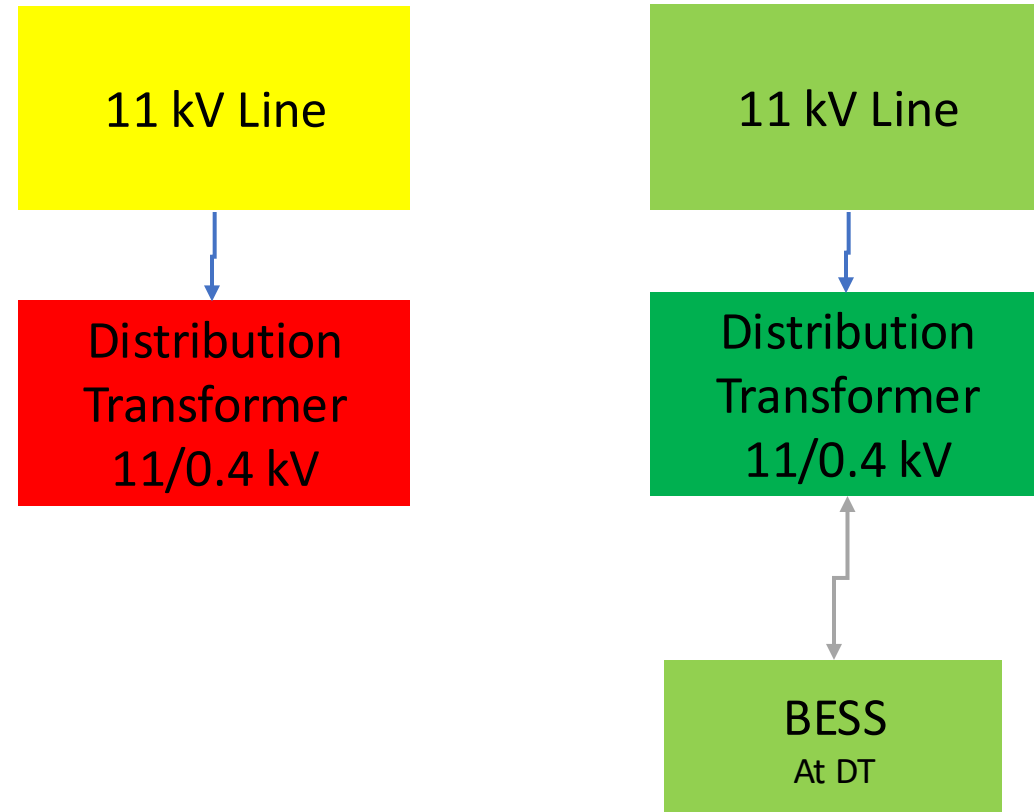 11 kV Line
Distribution
Transformer
11/0.4 kV
11 kV Line
Distribution
Transformer
11/0.4 kV
BESS
At DT